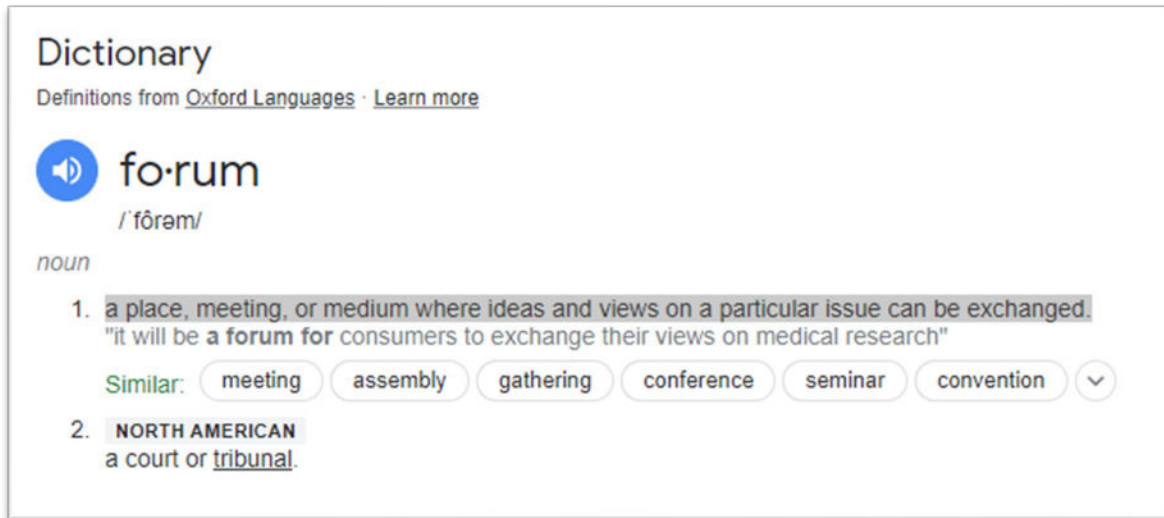 Dictionary
Definitions from Oxford Languages · Learn more
fo·rum
/ˈfôrəm/
noun
1. a place, meeting, or medium where ideas and views on a particular issue can be exchanged.
"it will be a forum for consumers to exchange their views on medical research"
Similar: meeting assembly gathering conference seminar convention
2. NORTH AMERICAN
a court or tribunal.